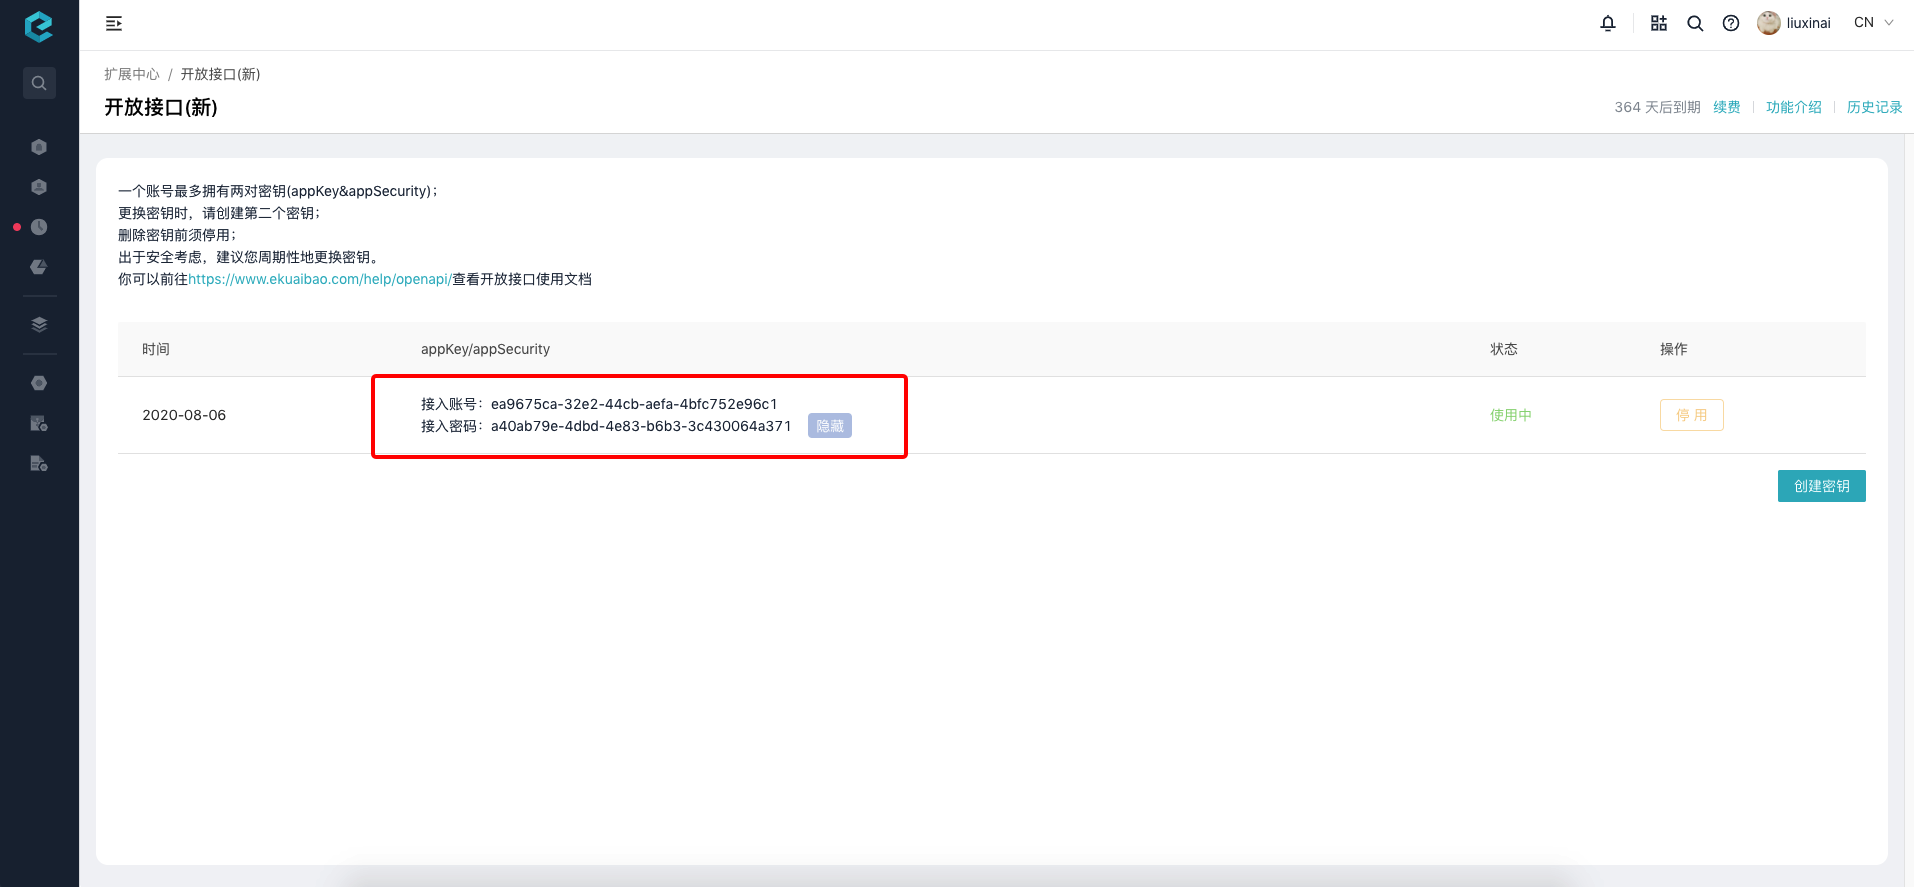 liuxinai
CN
扩展中心 / 开放接口(新)
开放接口(新)
364 天后到期 续费 功能介绍 历史记录
一个账号最多拥有两对密钥(appKey&appSecurity)；
更换密钥时，请创建第二个密钥；
删除密钥前须停用；
出于安全考虑，建议您周期性地更换密钥。
你可以前往https://www.ekuaibao.com/help/openapi/查看开放接口使用文档
时间 appKey/appSecurity 状态 操作
2020-08-06
接入账号：ea9675ca-32e2-44cb-aefa-4bfc752e96c1
接入密码：a40ab79e-4dbd-4e83-b6b3-3c430064a371 隐藏
使用中
停 用
创建密钥